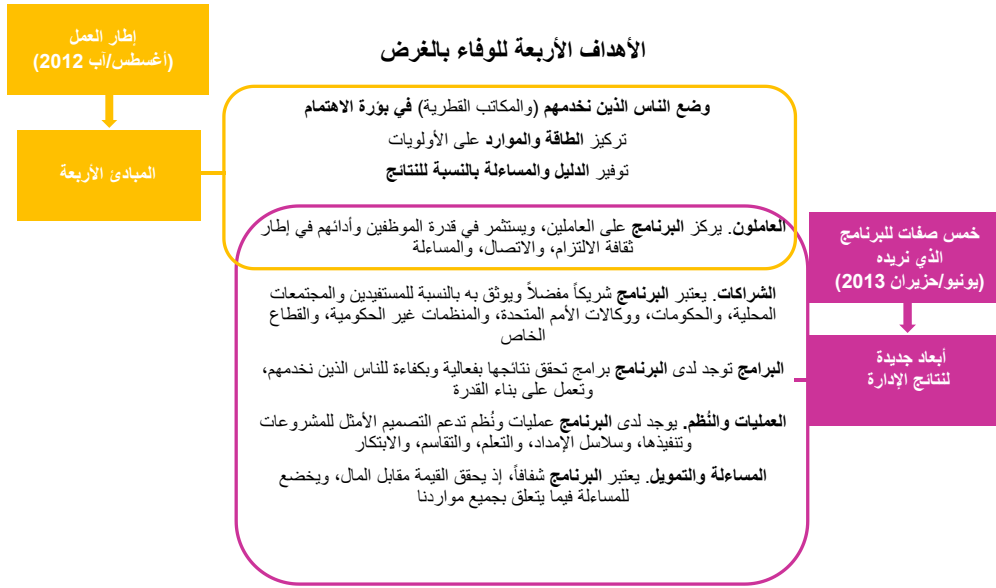 الأهداف الأربعة للوفاء بالغرض
إطار العمل
(أغسطس/آب 2012)
المبادئ الأربعة
وضع الناس الذين نخدمهم (والمكاتب القطرية) في بؤرة الاهتمام
تركيز الطاقة والموارد على الأولويات
توفير الدليل والمساءلة بالنسبة للنتائج
العاملون. يركز البرنامج على العاملين، ويستثمر في قدرة الموظفين وأدائهم في إطار
ثقافة الالتزام، والاتصال، والمساءلة
خمس صفات للبرنامج
الذي نريده
(يونيو/حزيران 2013)
أبعاد جديدة
لنتائج الإدارة
الشراكات. يعتبر البرنامج شريكاً مفضلاً ويوثق به بالنسبة للمستفيدين والمجتمعات
المحلية، والحكومات، ووكالات الأمم المتحدة، والمنظمات غير الحكومية، والقطاع
الخاص
البرامج توجد لدى البرنامج برامج تحقق نتائجها بفعالية وبكفاءة للناس الذين نخدمهم،
وتعمل على بناء القدرة
العمليات والنُظم. يوجد لدى البرنامج عمليات ونُظم تدعم التصميم الأمثل للمشروعات
وتنفيذها، وسلاسل الإمداد، والتعلم، والتقاسم، والابتكار
المساءلة والتمويل. يعتبر البرنامج شفافاً، إذ يحقق القيمة مقابل المال، ويخضع
للمساءلة فيما يتعلق بجميع مواردنا